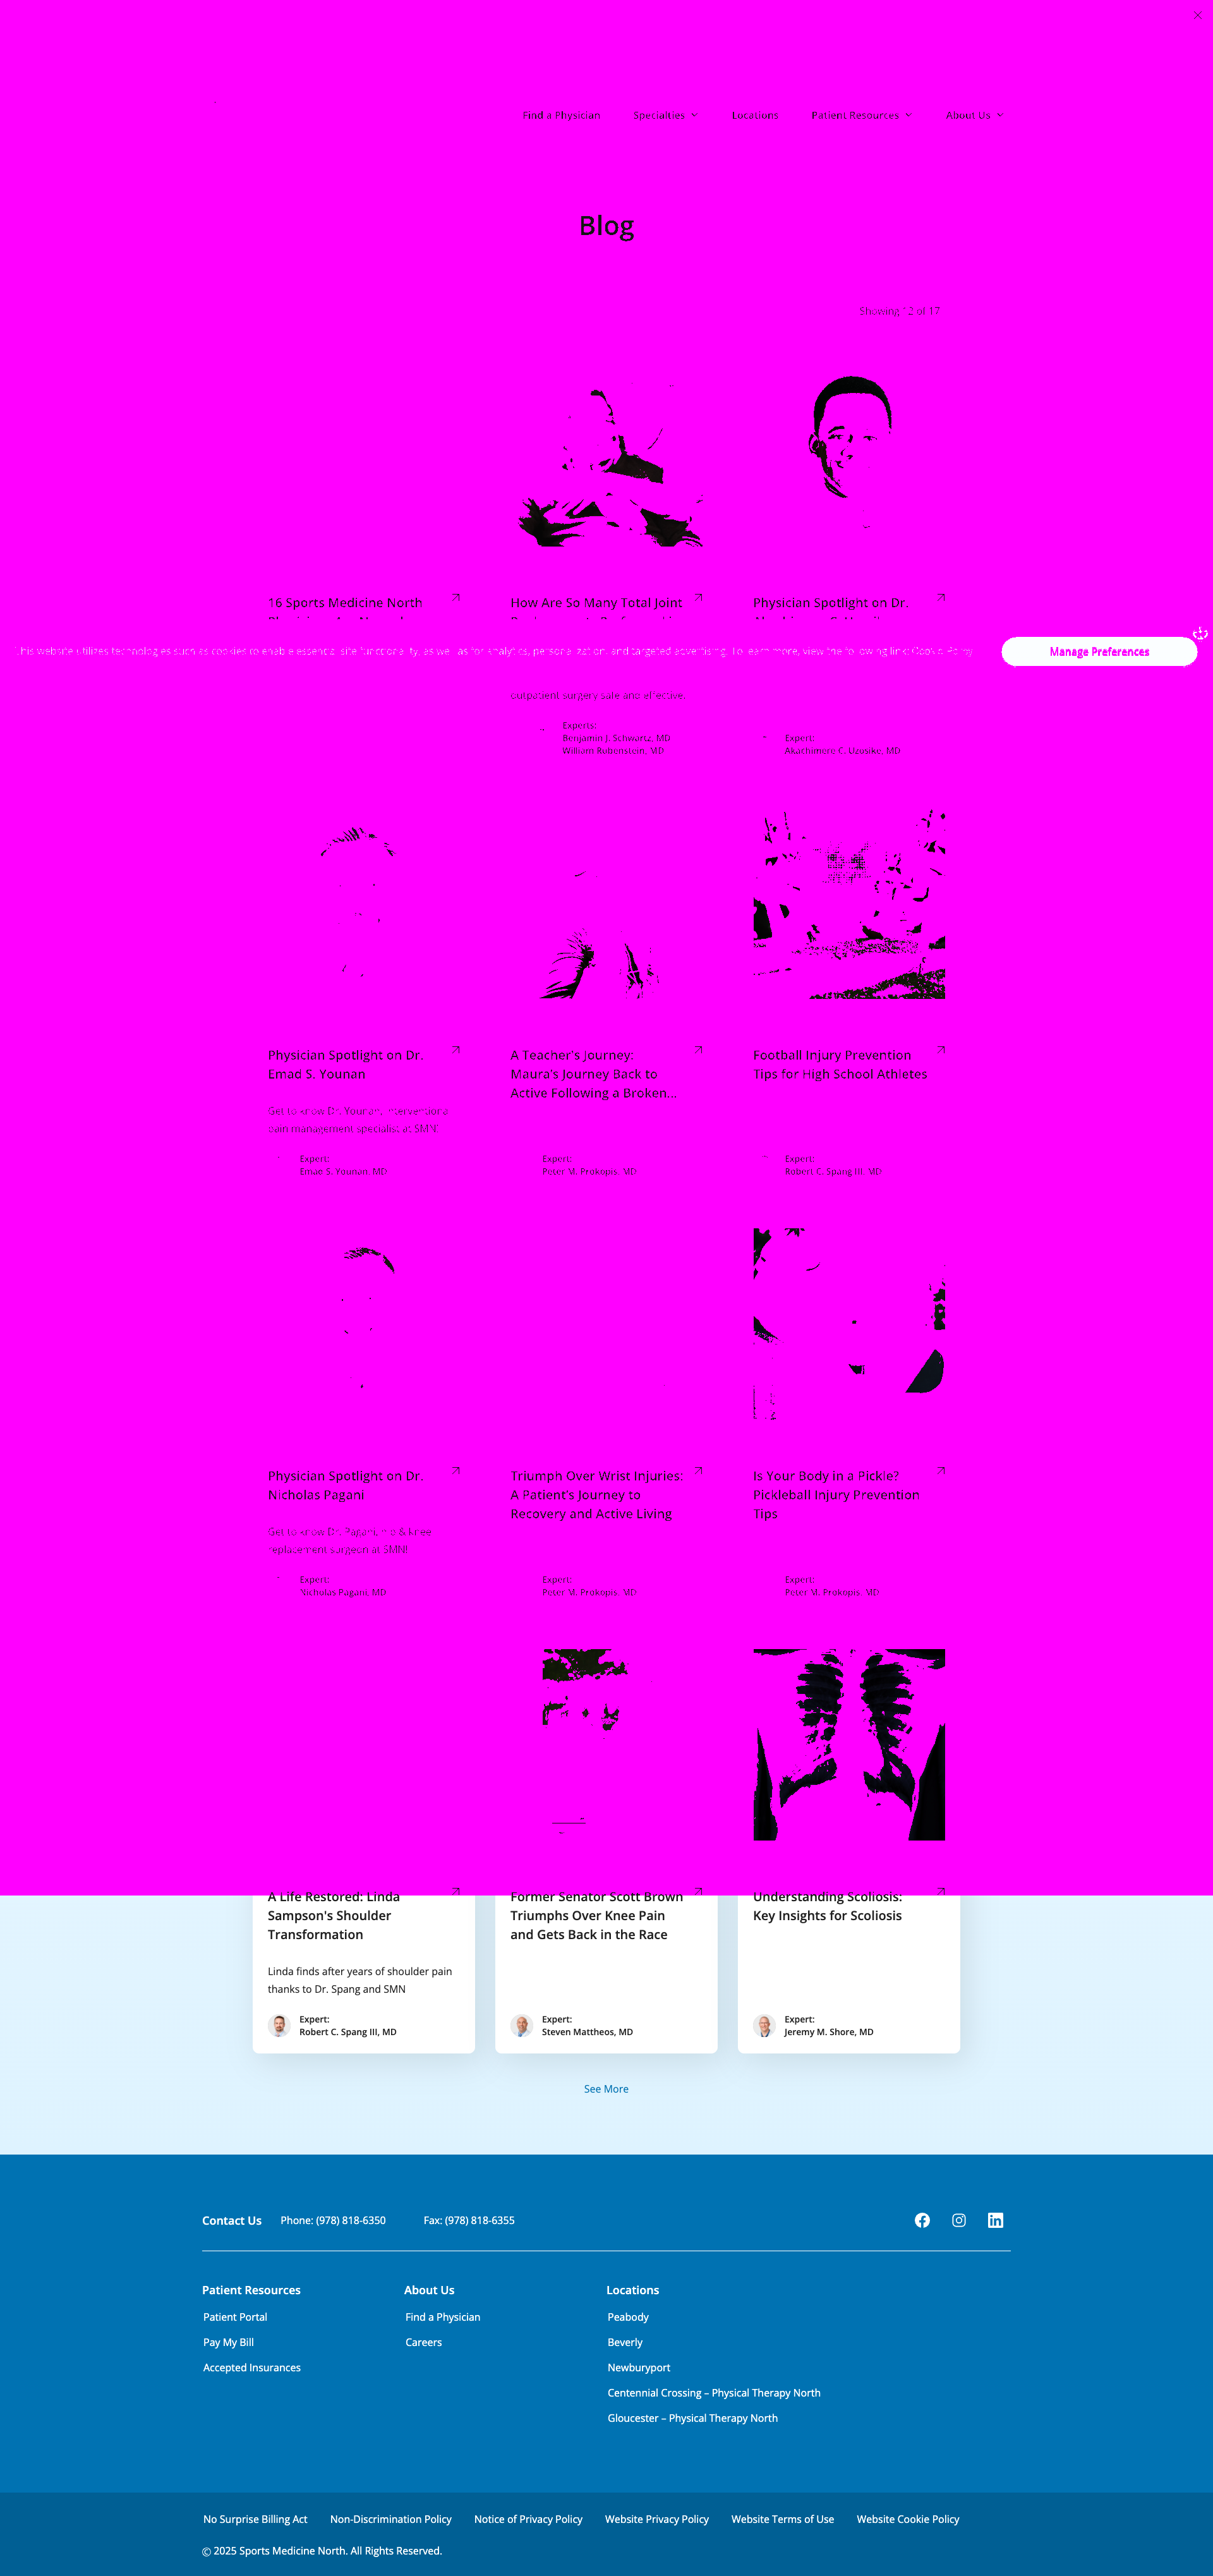 Find a Physician Specialties Locations Patient Resources About Us
Blog
Showing 12 of 17
16 Sports Medicine North
How Are So Many Total Joint
Physician Spotlight on Dr.
This website utilizes technologies such as cookies to enable essential site functionality, as well as for analytics, personalization, and targeted advertising. To learn more, view the following link: Cookie Policy
Manage Preferences
outpatient surgery safe and effective.
Experts:
Benjamin J. Schwartz, MD
William Rubenstein, MD
Expert:
Akachimere C. Uzosike, MD
Physician Spotlight on Dr.
Emad S. Younan
Get to know Dr. Younan, interventional
pain management specialist at SMN!
Expert:
Emad S. Younan, MD
A Teacher's Journey:
Maura's Journey Back to
Active Following a Broken...
Expert:
Peter M. Prokopis, MD
Football Injury Prevention
Tips for High School Athletes
Expert:
Robert C. Spang III, MD
Physician Spotlight on Dr.
Nicholas Pagani
Get to know Dr. Pagani, hip & knee
replacement surgeon at SMN!
Expert:
Nicholas Pagani, MD
Triumph Over Wrist Injuries:
A Patient's Journey to
Recovery and Active Living
Expert:
Peter M. Prokopis, MD
Is Your Body in a Pickle?
Pickleball Injury Prevention
Tips
Expert:
Peter M. Prokopis, MD
A Life Restored: Linda
Sampson's Shoulder
Transformation
Linda finds after years of shoulder pain
thanks to Dr. Spang and SMN
Expert:
Robert C. Spang III, MD
Former Senator Scott Brown
Triumphs Over Knee Pain
and Gets Back in the Race
Expert:
Steven Mattheos, MD
Understanding Scoliosis:
Key Insights for Scoliosis
Expert:
Jeremy M. Shore, MD
See More
Contact Us Phone: (978) 818-6350 Fax: (978) 818-6355
Patient Resources
Patient Portal
Pay My Bill
Accepted Insurances
About Us
Find a Physician
Careers
Locations
Peabody
Beverly
Newburyport
Centennial Crossing – Physical Therapy North
Gloucester – Physical Therapy North
No Surprise Billing Act Non-Discrimination Policy Notice of Privacy Policy Website Privacy Policy Website Terms of Use Website Cookie Policy
© 2025 Sports Medicine North. All Rights Reserved.